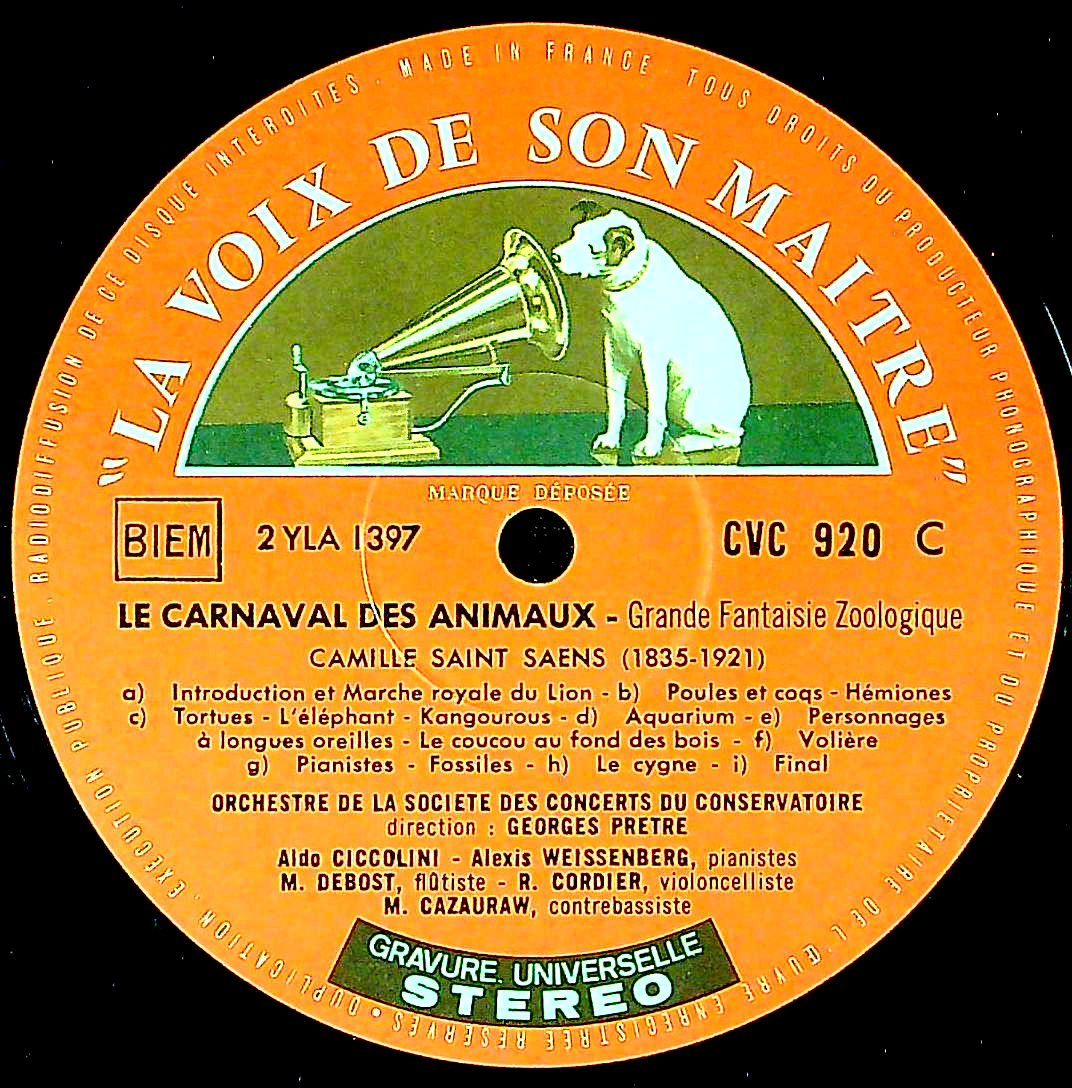 MADE IN FRANCE . TOUS DROITS DU PRODUCTEUR PHONOGRAPHIQUE ET DU PROPRIETAIRE DE L'ŒUVRE ENREGISTRÉE RÉSERVÉS • DUPLICATION . EXÉCUTION PUBLIQUE . RADIODIFFUSION DE CE DISQUE INTERDITES .
"LA VOIX DE SON MAITRE"
MARQUE DÉPOSÉE
BIEM 2 YLA 1397 CVC 920 C
LE CARNAVAL DES ANIMAUX - Grande Fantaisie Zoologique
CAMILLE SAINT SAENS (1835-1921)
a) Introduction et Marche royale du Lion - b) Poules et coqs - Hémiones
c) Tortues - L'éléphant - Kangourous - d) Aquarium - e) Personnages
à longues oreilles - Le coucou au fond des bois - f) Volière
g) Pianistes - Fossiles - h) Le cygne - i) Final
ORCHESTRE DE LA SOCIETE DES CONCERTS DU CONSERVATOIRE
direction : GEORGES PRETRE
Aldo CICCOLINI - Alexis WEISSENBERG, pianistes
M. DEBOST, flûtiste - R. CORDIER, violoncelliste
M. CAZAURAW, contrebassiste
GRAVURE UNIVERSELLE
STEREO